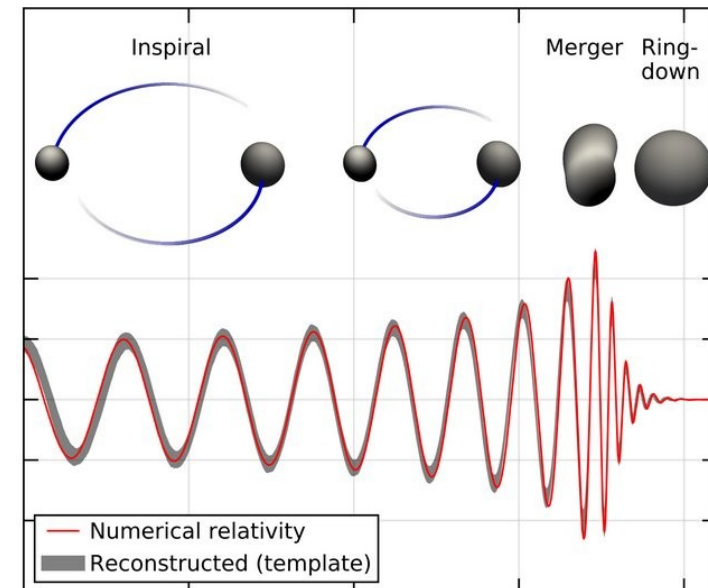 Inspiral
Merger
Ring-
down
Numerical relativity
Reconstructed (template)